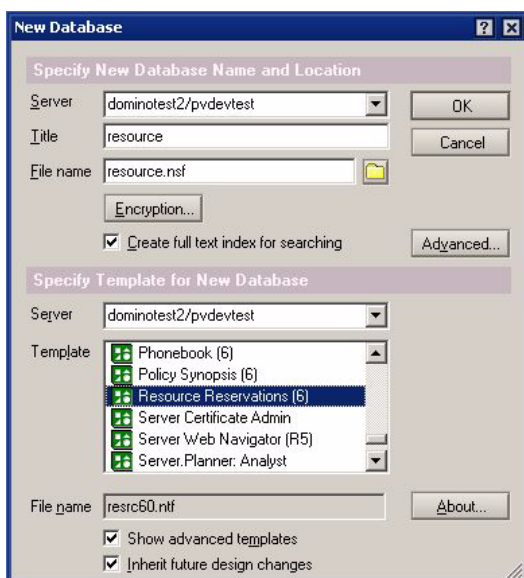 New Database
Specify New Database Name and Location
Server dominotest2/pvdevtest OK
Title resource Cancel
File name resource.nsf
Encryption...
Create full text index for searching Advanced...
Specify Template for New Database
Server dominotest2/pvdevtest
Template Phonebook (6)
Policy Synopsis (6)
Resource Reservations (6)
Server Certificate Admin
Server Web Navigator (R5)
Server.Planner: Analyst
File name resrc60.ntf About...
Show advanced templates
Inherit future design changes